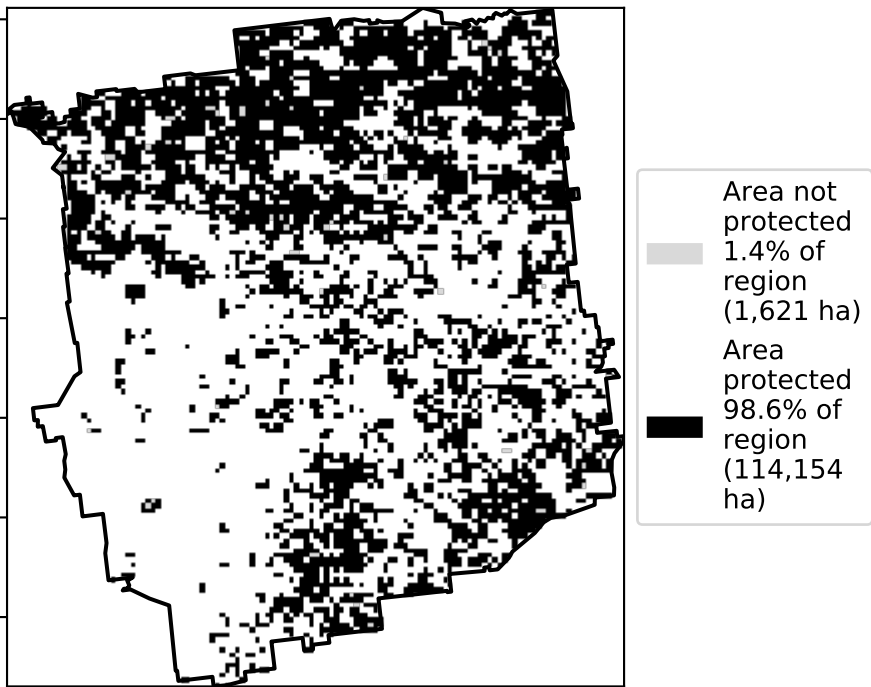 Area not
protected
1.4% of
region
(1,621 ha)
Area
protected
98.6% of
region
(114,154
ha)